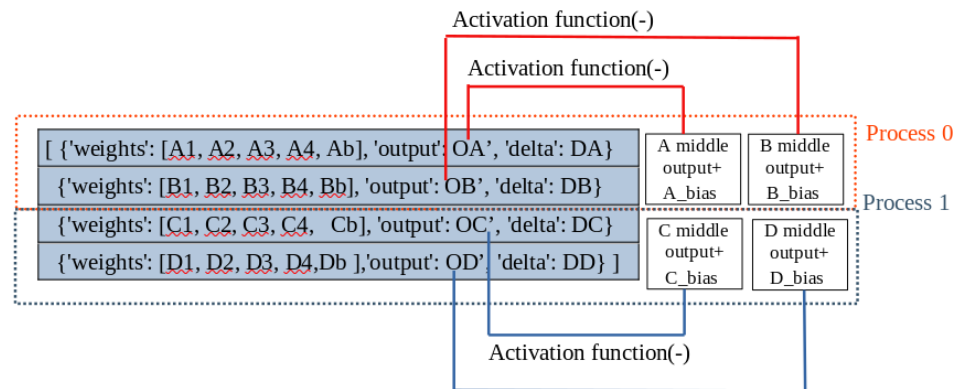 Activation function(-)
Activation function(-)
Process 0
[ {'weights': [A1, A2, A3, A4, Ab], 'output': OA’, 'delta': DA}
{'weights': [B1, B2, B3, B4, Bb], 'output': OB’, 'delta': DB}
A middle
output+
A_bias
B middle
output+
B_bias
Process 1
{'weights': [C1, C2, C3, C4, Cb], 'output': OC’, 'delta': DC}
{'weights': [D1, D2, D3, D4,Db ],'output': OD’, 'delta': DD} ]
C middle
output+
C_bias
D middle
output+
D_bias
Activation function(-)